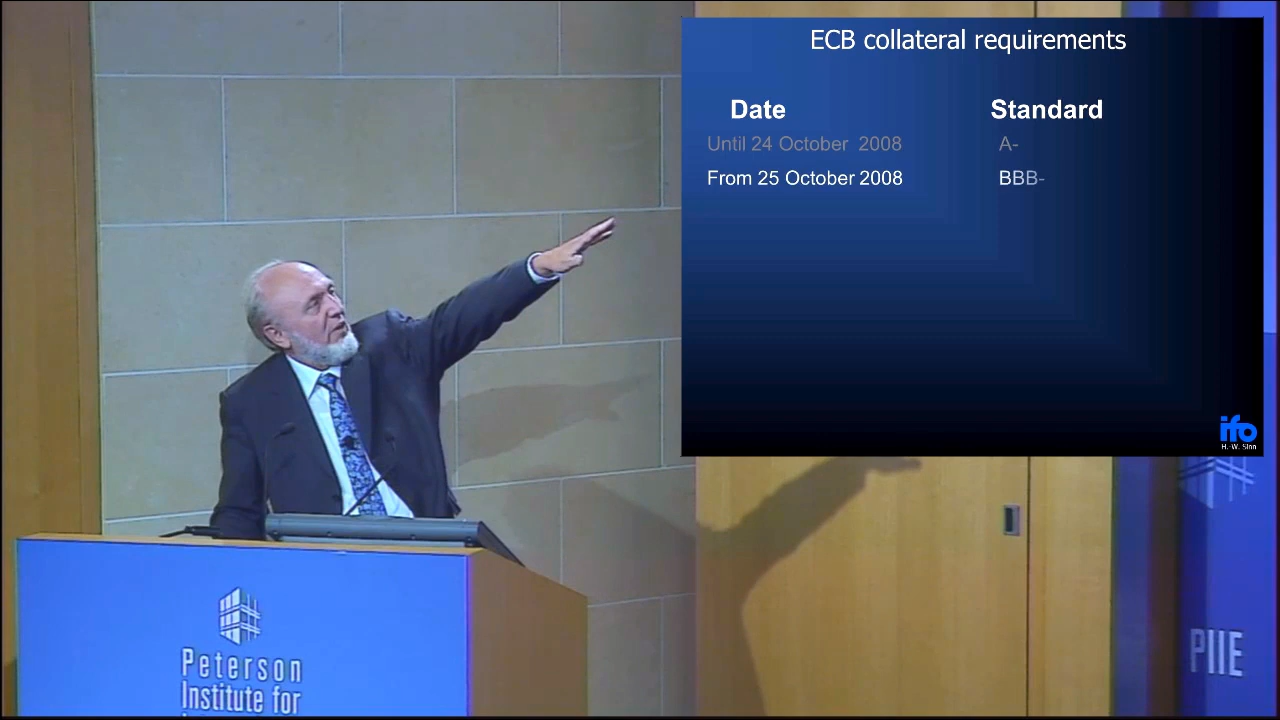 ECB collateral requirements
Date Standard
Until 24 October 2008 A-
From 25 October 2008 BBB-
ifo
H.-W. Sinn
Peterson
Institute for
PIIE